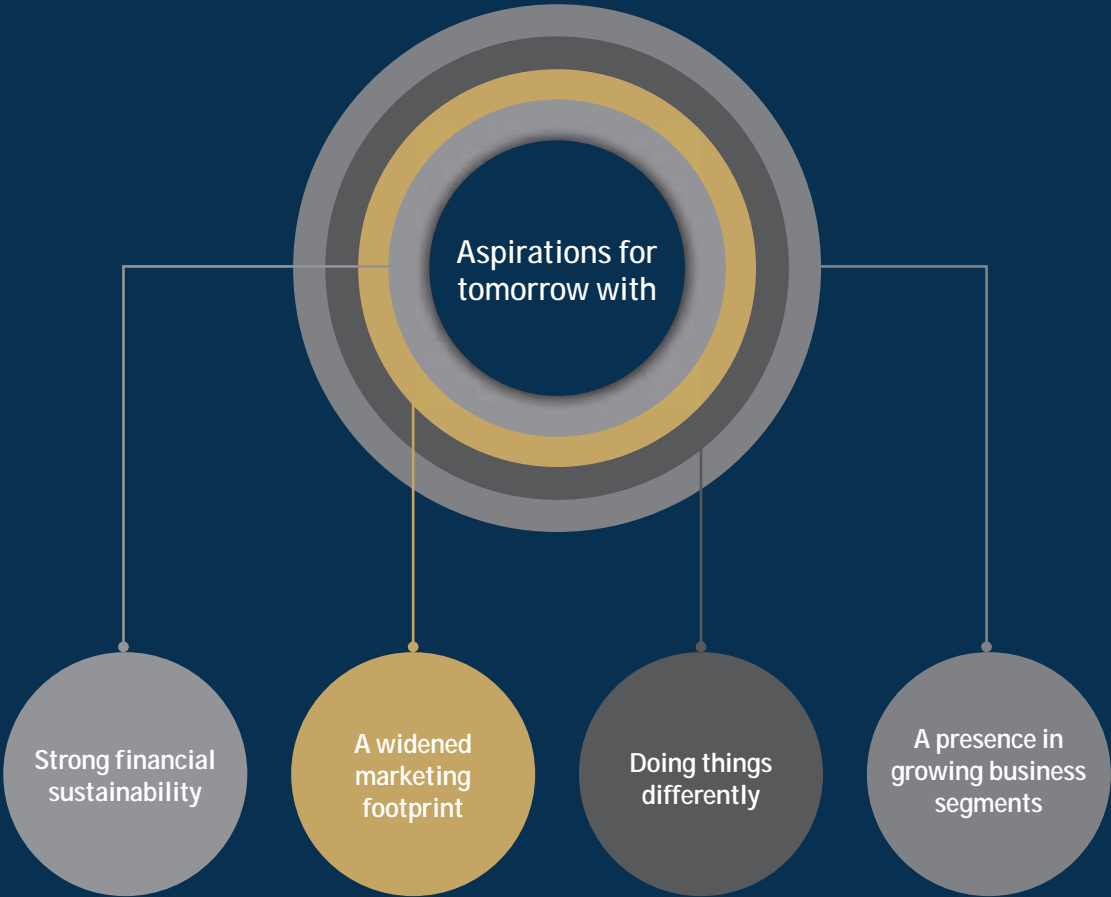 Aspirations for
tomorrow with
Strong financial
sustainability
A widened
marketing
footprint
Doing things
differently
A presence in
growing business
segments